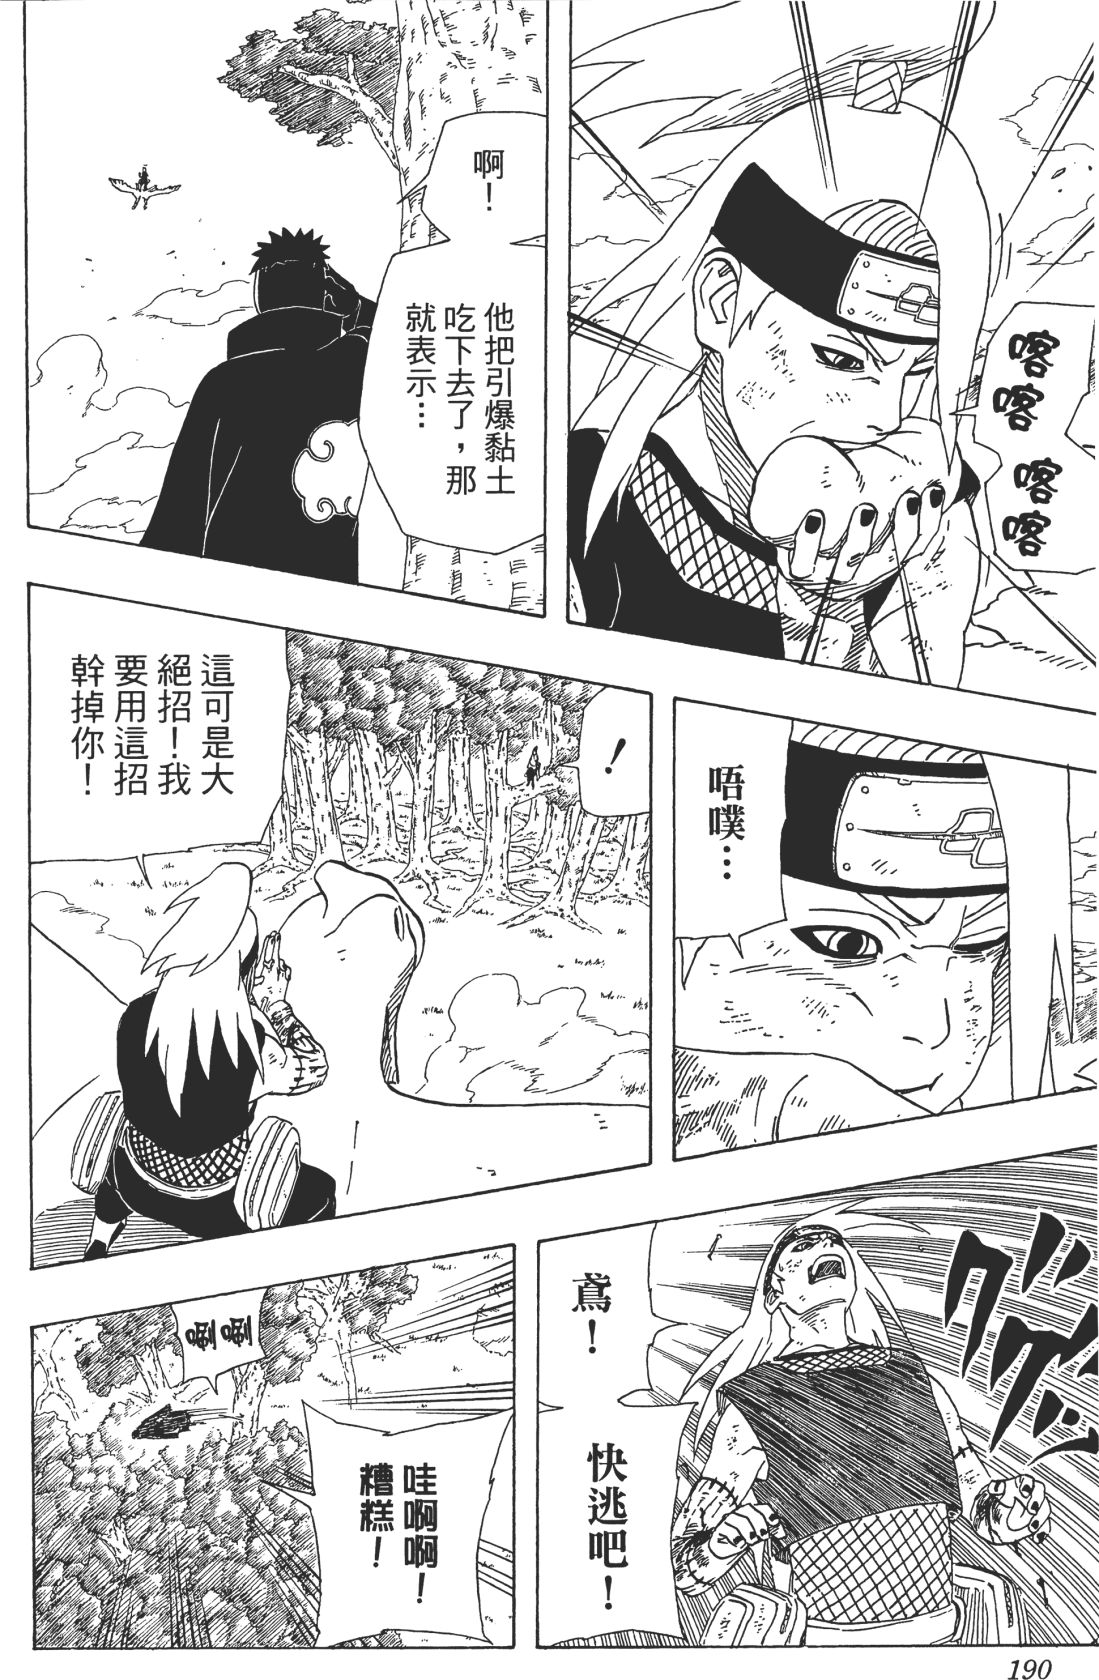 喀喀
喀喀
啊！
他把引爆黏土
吃下去了，那
就表示…
唔噗…
！
這可是大
絕招！我
要用這招
幹掉你！
鳶！
快逃吧！
哇啊啊！
糟糕！
190